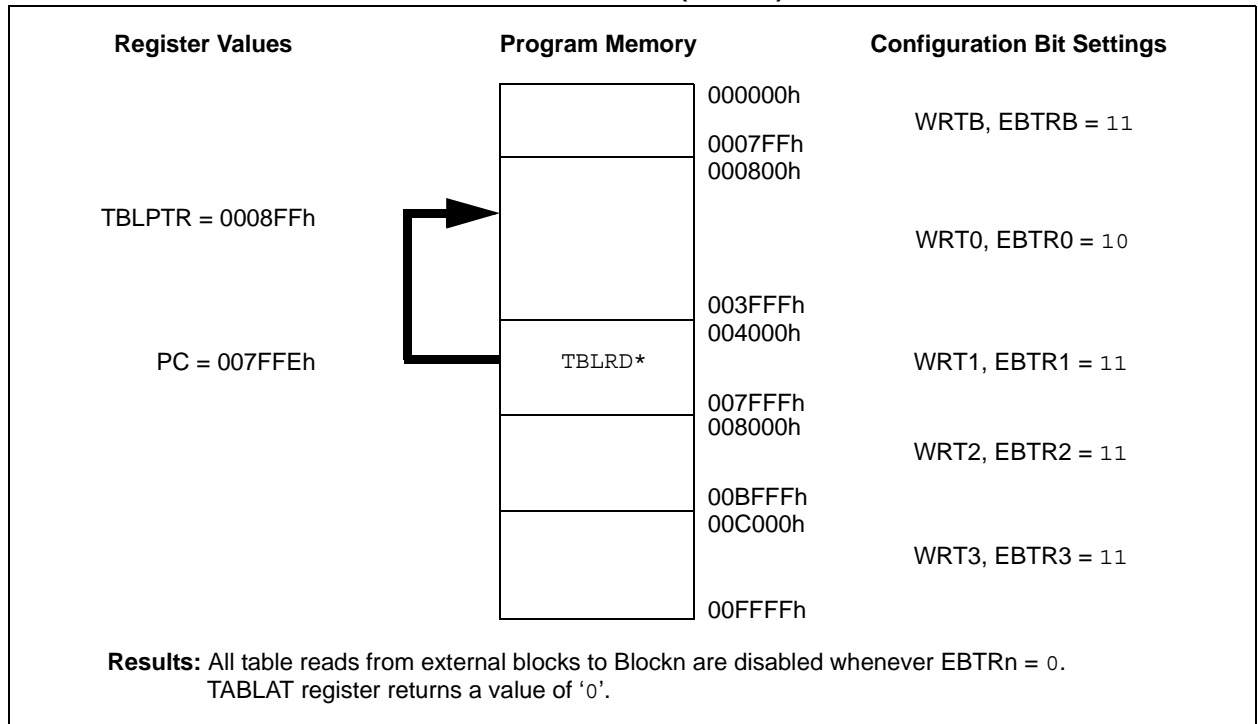 Register Values Program Memory Configuration Bit Settings
000000h
WRTB, EBTRB = 11
0007FFh
000800h
TBLPTR = 0008FFh
WRT0, EBTR0 = 10
003FFFh
004000h
PC = 007FFEh TBLRD* WRT1, EBTR1 = 11
007FFFh
008000h
WRT2, EBTR2 = 11
00BFFFh
00C000h
WRT3, EBTR3 = 11
00FFFFh
Results: All table reads from external blocks to Blockn are disabled whenever EBTRn = 0.
TABLAT register returns a value of ‘0’.